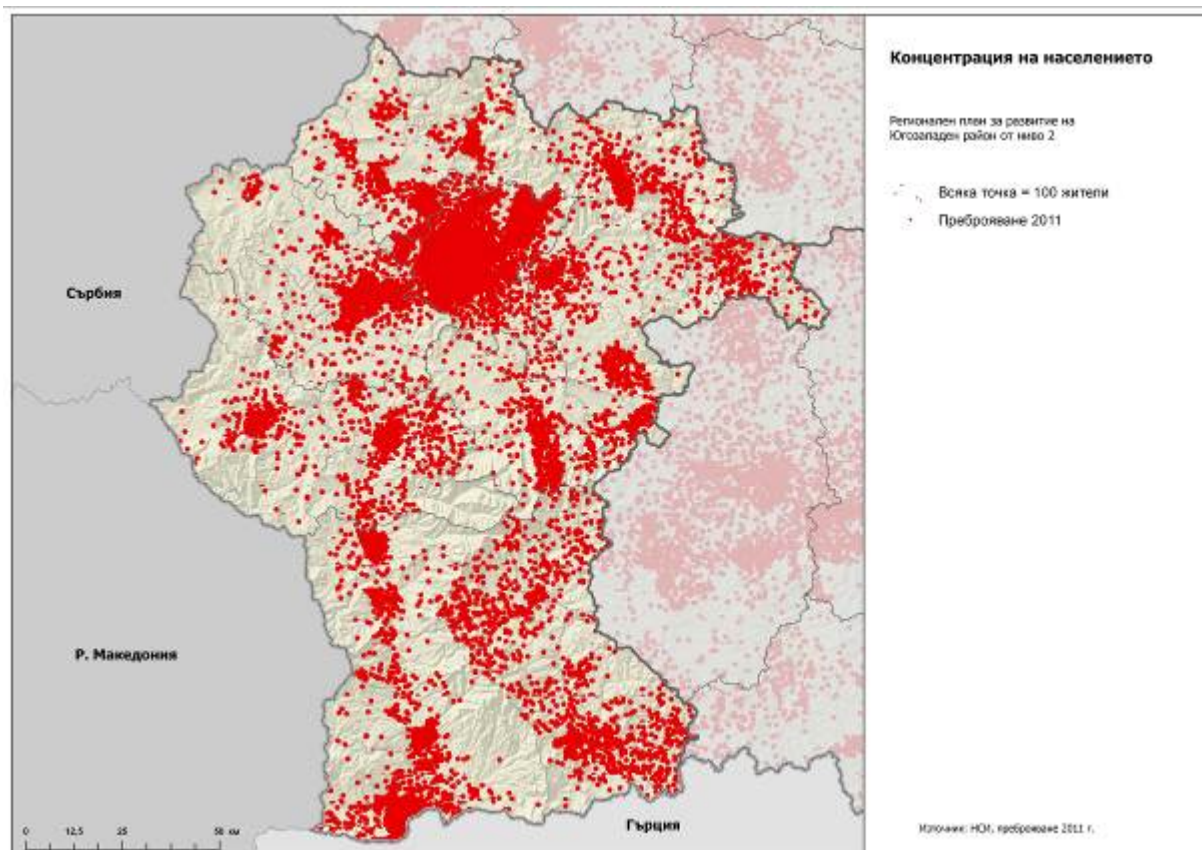 Концентрация на населението
Регионален план за развитие на
Югозападен район от ниво 2
Всяка точка = 100 жители
Преброяване 2011
Сърбия
Р. Македония
Гърция
0 12,5 25 50 км
Източник: НСИ, преброяване 2011 г.